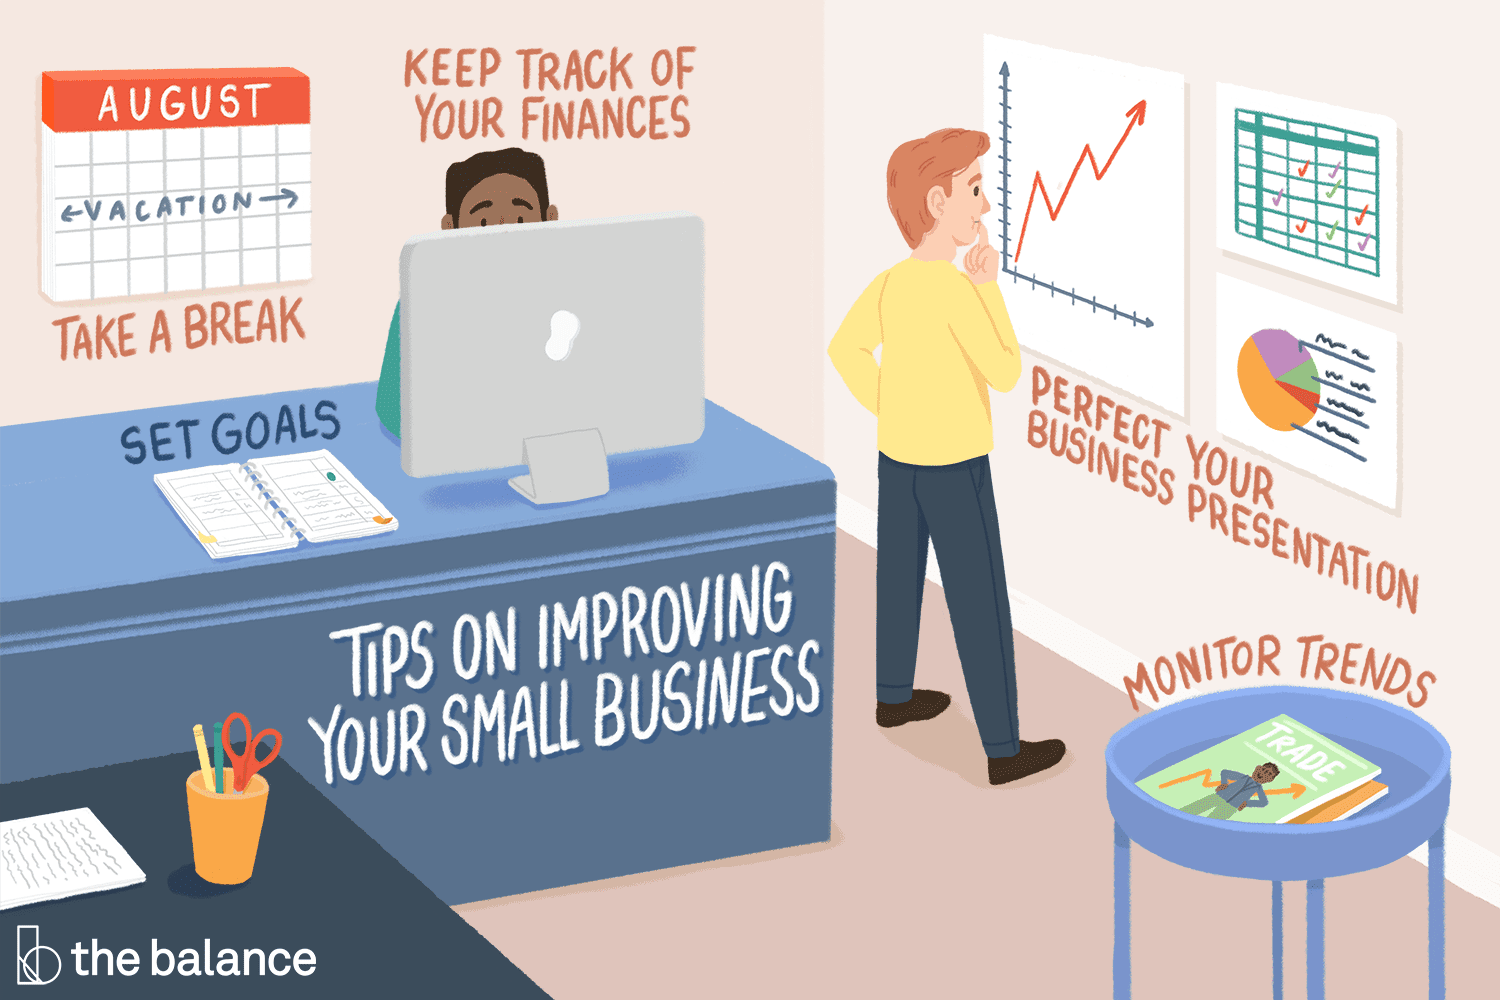 AUGUST
←VACATION→
TAKE A BREAK
KEEP TRACK OF
YOUR FINANCES
SET GOALS
TIPS ON IMPROVING
YOUR SMALL BUSINESS
PERFECT YOUR
BUSINESS PRESENTATION
MONITOR TRENDS
TRADE
the balance